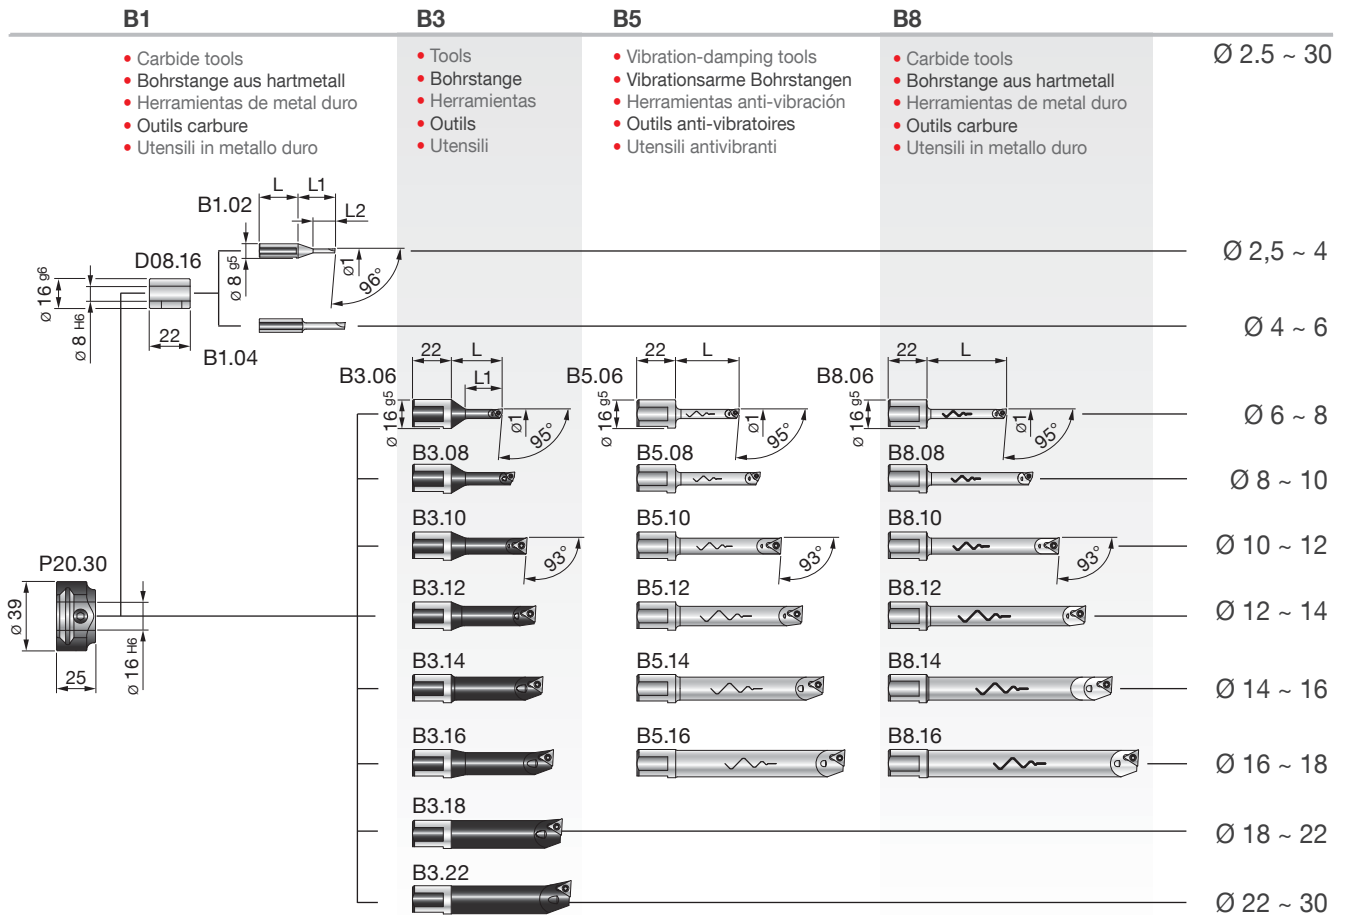 B1 B3 B5 B8
Ø 2.5 ~ 30
• Carbide tools
• Bohrstange aus hartmetall
• Herramientas de metal duro
• Outils carbure
• Utensili in metallo duro
• Tools
• Bohrstange
• Herramientas
• Outils
• Utensili
• Vibration-damping tools
• Vibrationsarme Bohrstangen
• Herramientas anti-vibración
• Outils anti-vibratoires
• Utensili antivibranti
• Carbide tools
• Bohrstange aus hartmetall
• Herramientas de metal duro
• Outils carbure
• Utensili in metallo duro
L L1
B1.02 L2
D08.16
Ø 16 g6
Ø 8 H6
22
Ø 8 g5
Ø1
96°
Ø 2,5 ~ 4
B1.04
Ø 4 ~ 6
22 L
L1
B3.06
Ø 16 g5
Ø1
95°
22 L
B5.06
Ø 16 g5
Ø1
95°
22 L
B8.06
Ø 16 g5
Ø1
95°
Ø 6 ~ 8
B3.08 B5.08 B8.08
Ø 8 ~ 10
B3.10 B5.10 B8.10
93° 93° 93°
Ø 10 ~ 12
P20.30
Ø 39
25
Ø 16 H6
B3.12 B5.12 B8.12
Ø 12 ~ 14
B3.14 B5.14 B8.14
Ø 14 ~ 16
B3.16 B5.16 B8.16
Ø 16 ~ 18
B3.18
Ø 18 ~ 22
B3.22
Ø 22 ~ 30